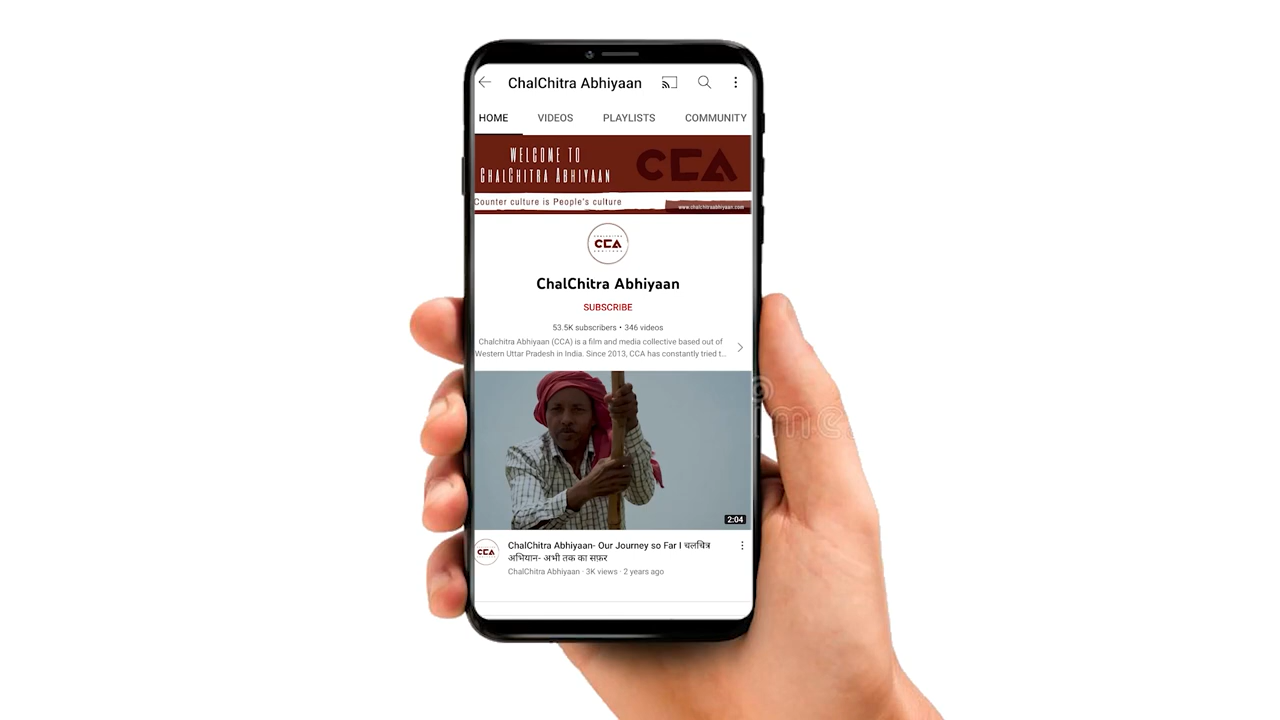 ChalChitra Abhiyaan
HOME VIDEOS PLAYLISTS COMMUNITY
WELCOME TO
CHALCHITRA ABHIYAAN
CCA
Counter culture is People's culture
www.chalchitraabhiyaan.com
CCA
ChalChitra Abhiyaan
SUBSCRIBE
53.5K subscribers • 346 videos
Chalchitra Abhiyaan (CCA) is a film and media collective based out of
Western Uttar Pradesh in India. Since 2013, CCA has constantly tried t...
2:04
CCA
ChalChitra Abhiyaan- Our Journey so Far I चलचित्र
अभियान- अभी तक का सफ़र
ChalChitra Abhiyaan · 3K views · 2 years ago